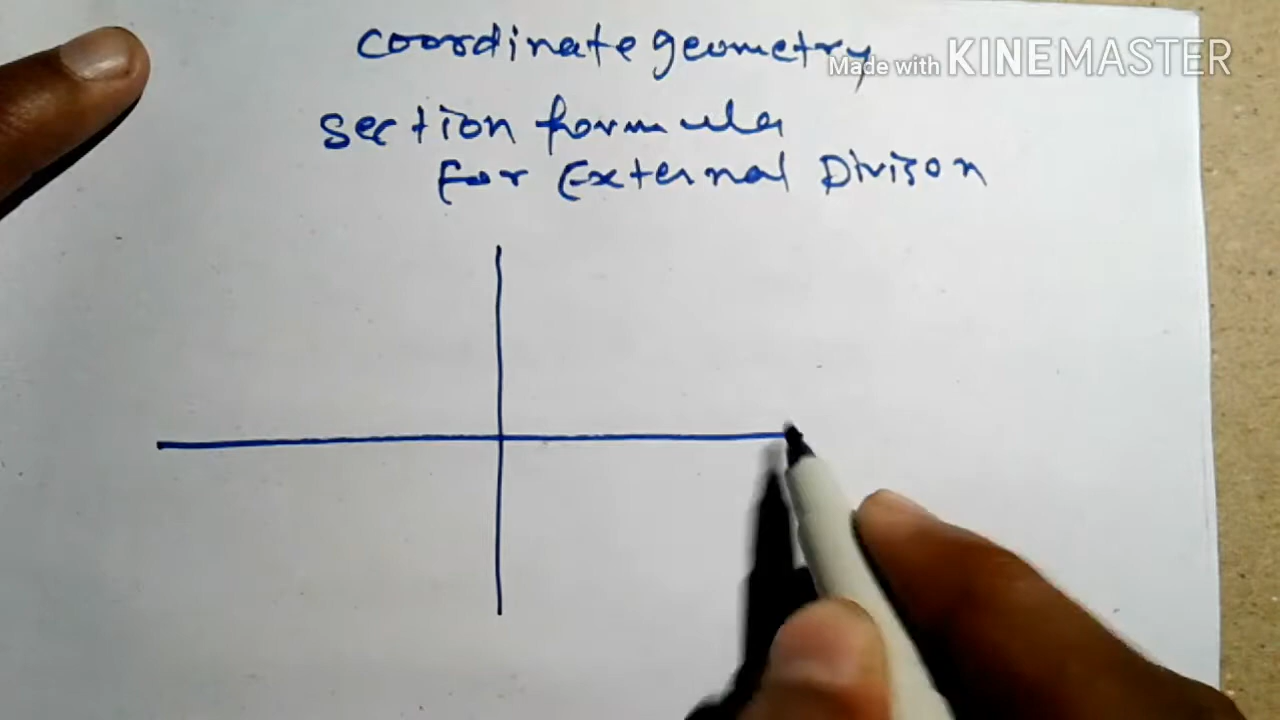 coordinate geometry
Made with KINEMASTER
section formula
For External Divison